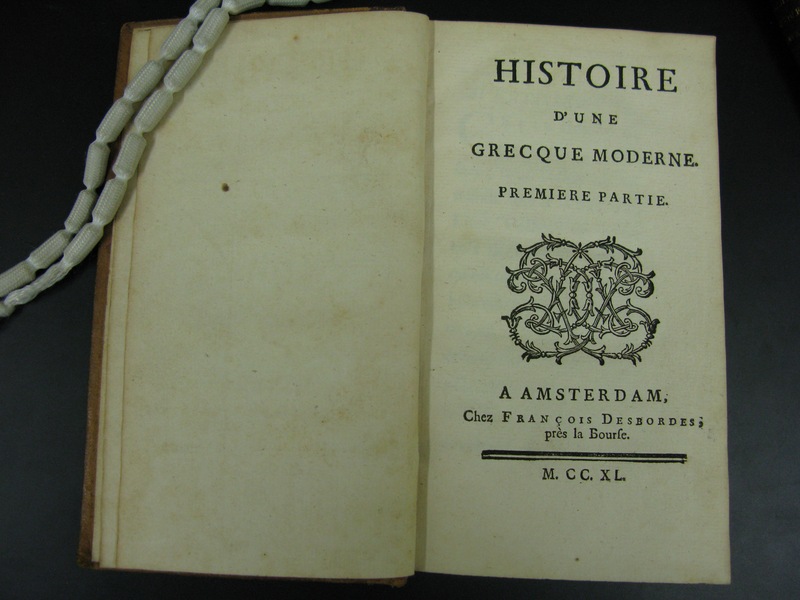 HISTOIRE
D'UNE
GRECQUE MODERNE.
PREMIERE PARTIE.
A AMSTERDAM,
Chez FRANÇOIS DESBORDES;
près la Bourſe.
M. CC. XL.